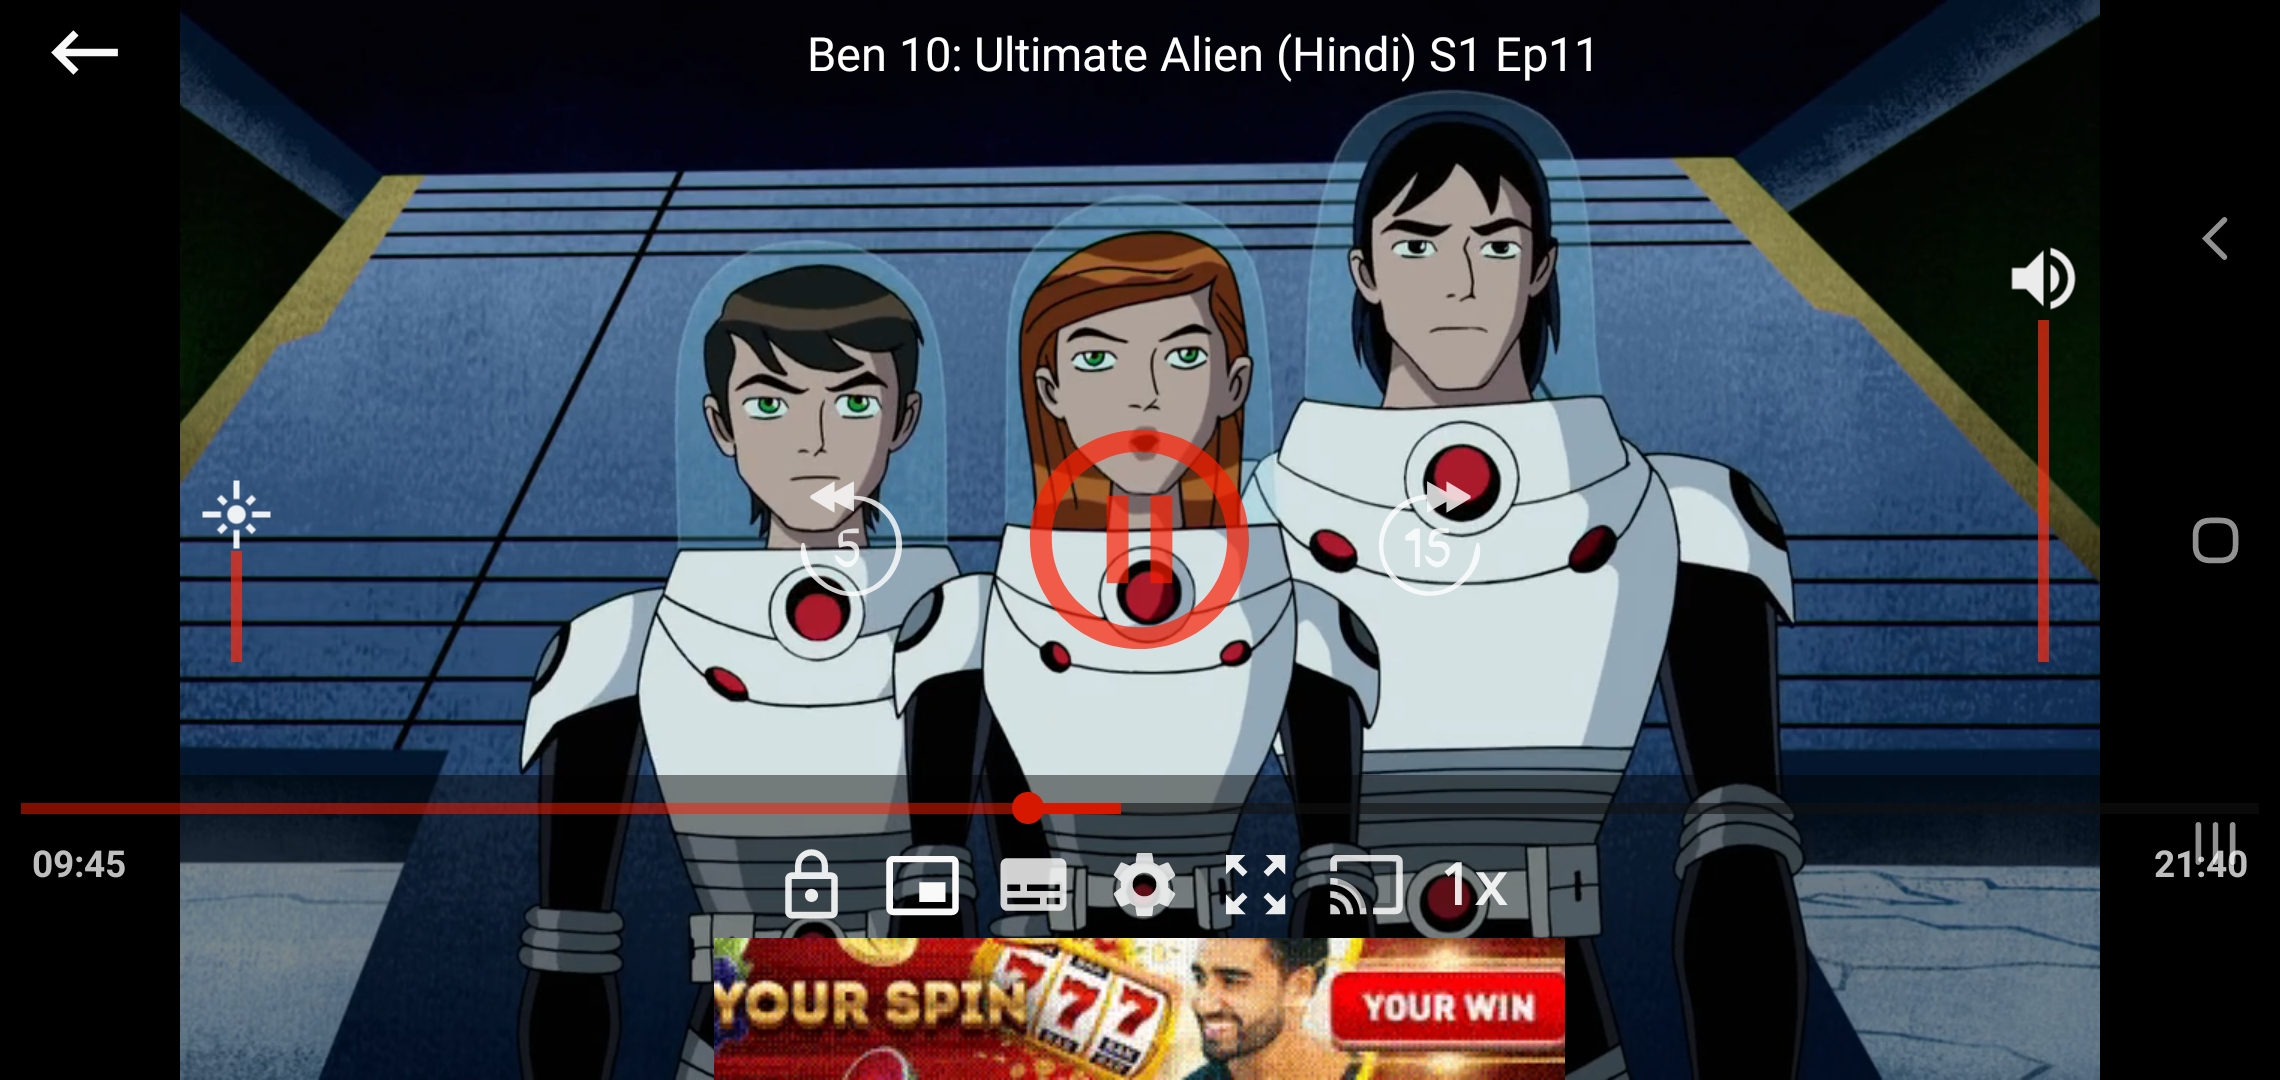 Ben 10: Ultimate Alien (Hindi) S1 Ep11
5
15
09:45
21:40
1x
YOUR SPIN
777
BAR
YOUR WIN